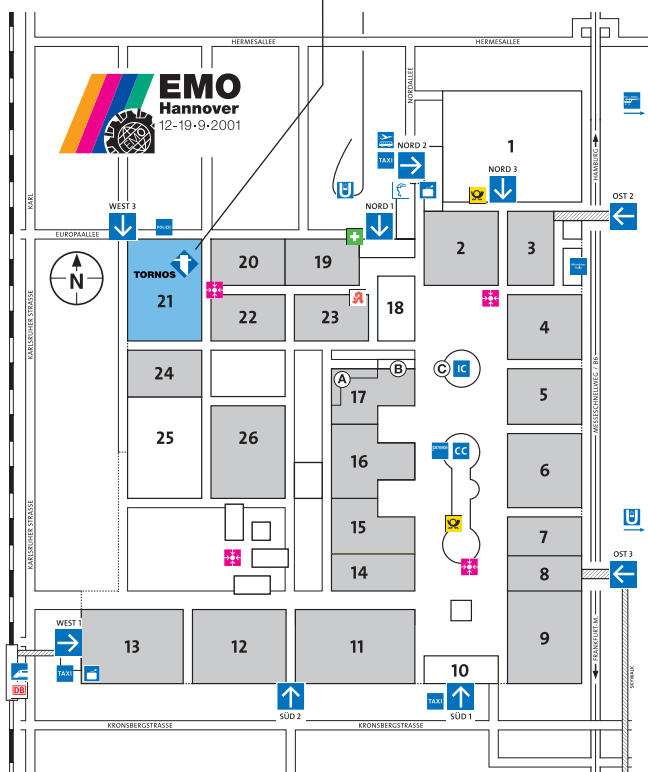 HERMESALLEE
HERMESALLEE
EMO
Hannover
12-19·9·2001
EMO
NORDALLEE
HAMBURG
1
NORD 2
TAXI
NORD 3
NORD 1
OST 2
KARL
WEST 3
POLIZEI
EUROPAALLEE
N
TORNOS
21
20
19
2
3
22
23
18
4
KARLSRUHER STRASSE
MESSESCHNELLWEG / B6
24
A
B
C
IC
17
5
25
26
16
CC
6
KARLSRUHER STRASSE
15
7
14
8
OST 3
WEST 1
13
12
11
9
10
FRANKFURT-M.
SKYWALK
TAXI
DB
TAXI
SÜD 2
SÜD 1
KRONSBERGSTRASSE
KRONSBERGSTRASSE